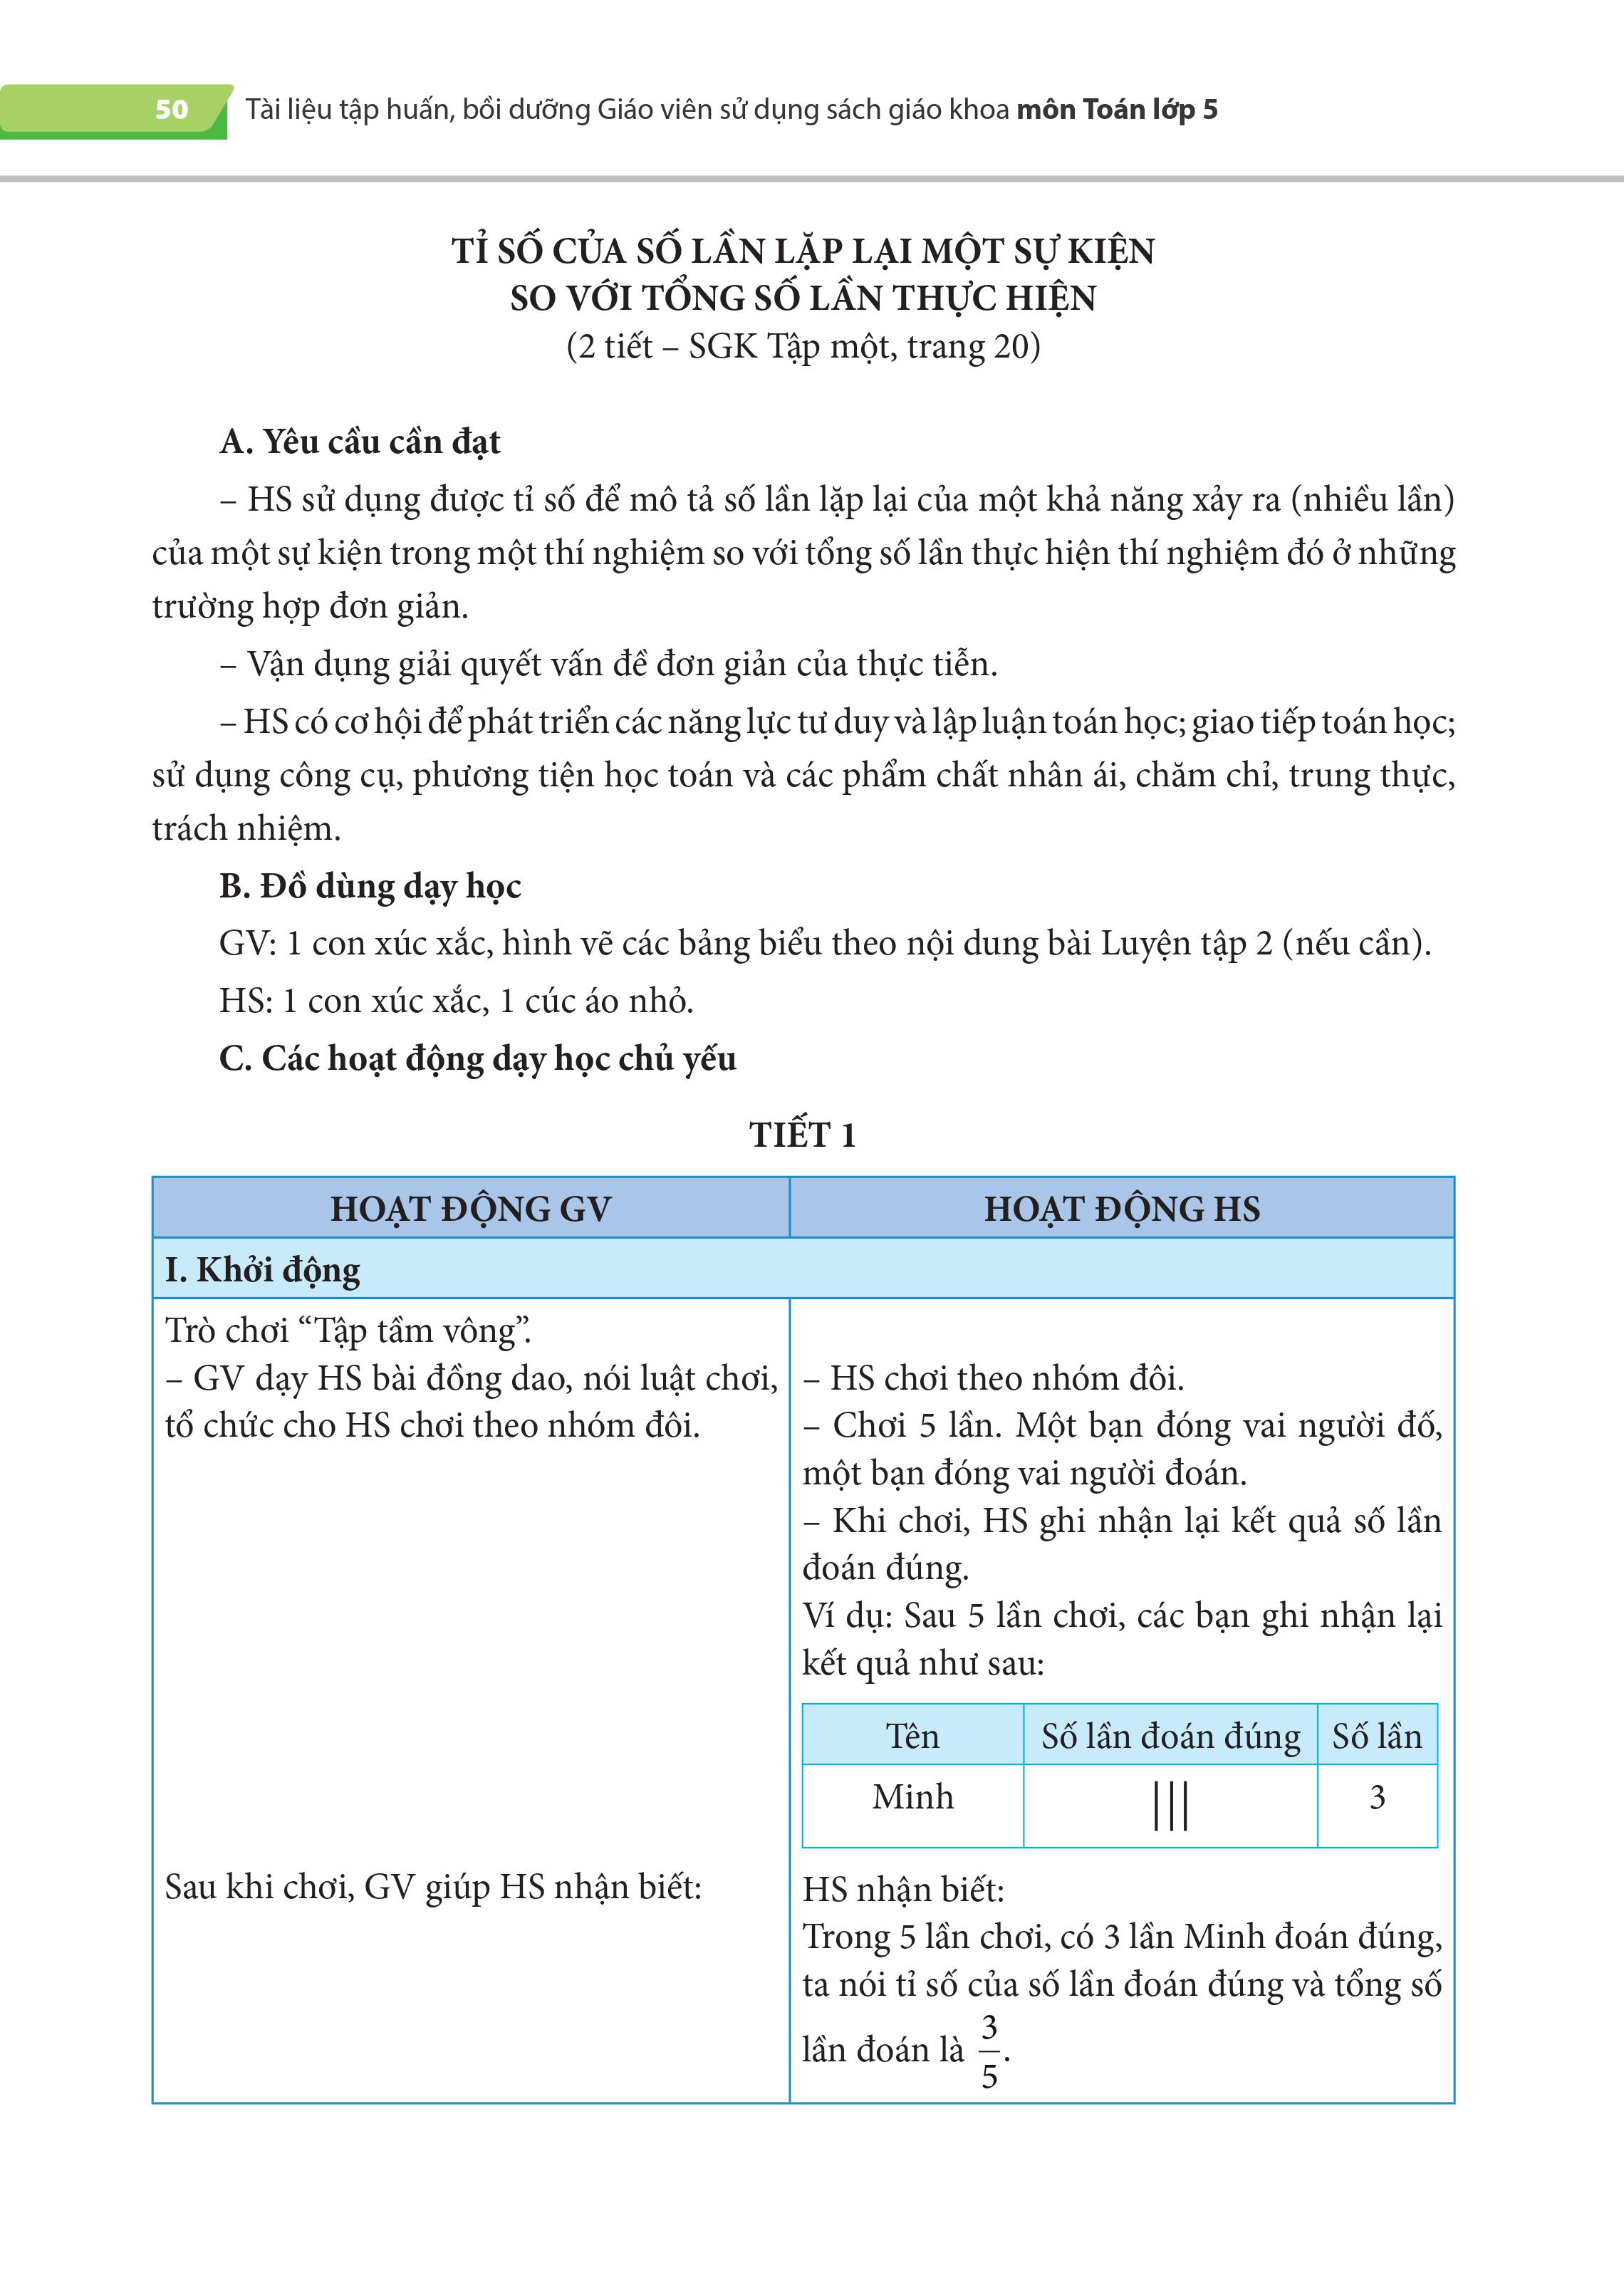 50 Tài liệu tập huấn, bồi dưỡng Giáo viên sử dụng sách giáo khoa môn Toán lớp 5
TỈ SỐ CỦA SỐ LẦN LẶP LẠI MỘT SỰ KIỆN
SO VỚI TỔNG SỐ LẦN THỰC HIỆN
(2 tiết – SGK Tập một, trang 20)
A. Yêu cầu cần đạt
– HS sử dụng được tỉ số để mô tả số lần lặp lại của một khả năng xảy ra (nhiều lần)
của một sự kiện trong một thí nghiệm so với tổng số lần thực hiện thí nghiệm đó ở những
trường hợp đơn giản.
– Vận dụng giải quyết vấn đề đơn giản của thực tiễn.
– HS có cơ hội để phát triển các năng lực tư duy và lập luận toán học; giao tiếp toán học;
sử dụng công cụ, phương tiện học toán và các phẩm chất nhân ái, chăm chỉ, trung thực,
trách nhiệm.
B. Đồ dùng dạy học
GV: 1 con xúc xắc, hình vẽ các bảng biểu theo nội dung bài Luyện tập 2 (nếu cần).
HS: 1 con xúc xắc, 1 cúc áo nhỏ.
C. Các hoạt động dạy học chủ yếu
TIẾT 1
HOẠT ĐỘNG GV
HOẠT ĐỘNG HS
I. Khởi động
Trò chơi “Tập tầm vông”.
– GV dạy HS bài đồng dao, nói luật chơi,
tổ chức cho HS chơi theo nhóm đôi.
Sau khi chơi, GV giúp HS nhận biết:
– HS chơi theo nhóm đôi.
– Chơi 5 lần. Một bạn đóng vai người đố,
một bạn đóng vai người đoán.
– Khi chơi, HS ghi nhận lại kết quả số lần
đoán đúng.
Ví dụ: Sau 5 lần chơi, các bạn ghi nhận lại
kết quả như sau:
Tên Số lần đoán đúng Số lần
Minh ||| 3
HS nhận biết:
Trong 5 lần chơi, có 3 lần Minh đoán đúng,
ta nói tỉ số của số lần đoán đúng và tổng số
lần đoán là 3/5.